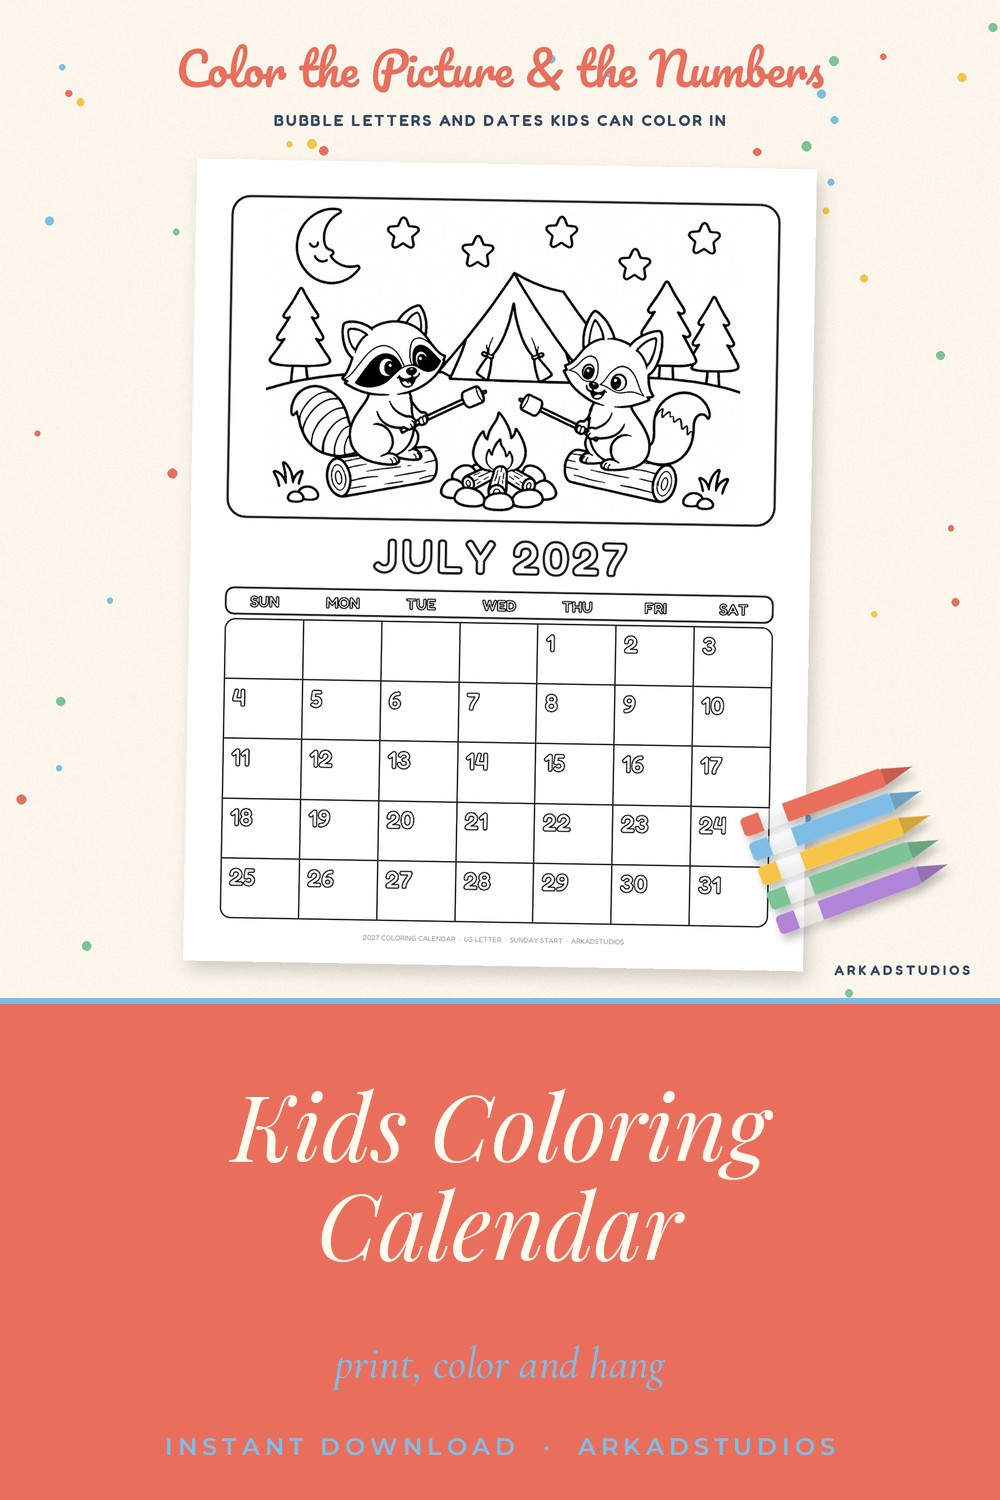 Color the Picture & the Numbers
BUBBLE LETTERS AND DATES KIDS CAN COLOR IN
JULY 2027
SUN MON TUE WED THU FRI SAT
1 2 3
4 5 6 7 8 9 10
11 12 13 14 15 16 17
18 19 20 21 22 23 24
25 26 27 28 29 30 31
2027 COLORING CALENDAR · US LETTER · SUNDAY START · ARKADSTUDIOS
ARKADSTUDIOS
Kids Coloring
Calendar
print, color and hang
INSTANT DOWNLOAD · ARKADSTUDIOS